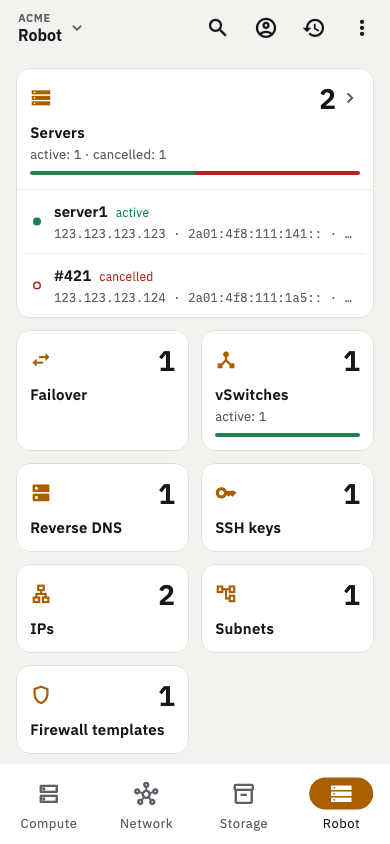 ACME
Robot
2
Servers
active: 1 · cancelled: 1
server1 active
123.123.123.123 · 2a01:4f8:111:141:: · …
#421 cancelled
123.123.123.124 · 2a01:4f8:111:1a5:: · …
1
Failover
1
vSwitches
active: 1
1
Reverse DNS
1
SSH keys
2
IPs
1
Subnets
1
Firewall templates
Compute
Network
Storage
Robot